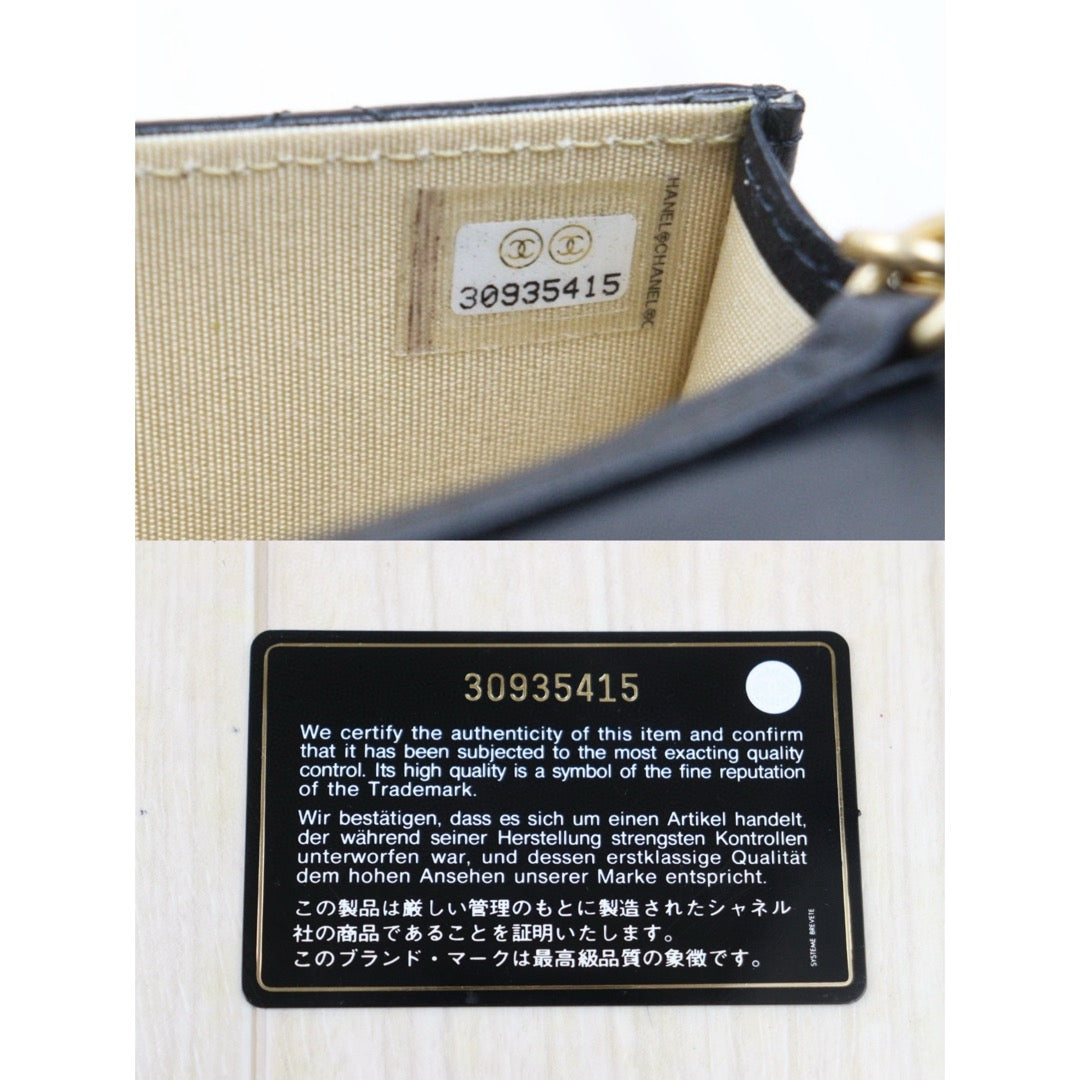 HANEL®CHANEL®C
30935415
30935415
We certify the authenticity of this item and confirm
that it has been subjected to the most exacting quality
control. Its high quality is a symbol of the fine reputation
of the Trademark.
Wir bestätigen, dass es sich um einen Artikel handelt,
der während seiner Herstellung strengsten Kontrollen
unterworfen war, und dessen erstklassige Qualität
dem hohen Ansehen unserer Marke entspricht.
この製品は厳しい管理のもとに製造されたシャネル
社の商品であることを証明いたします。
このブランド・マークは最高級品質の象徴です。
SYSTEME BREVETE